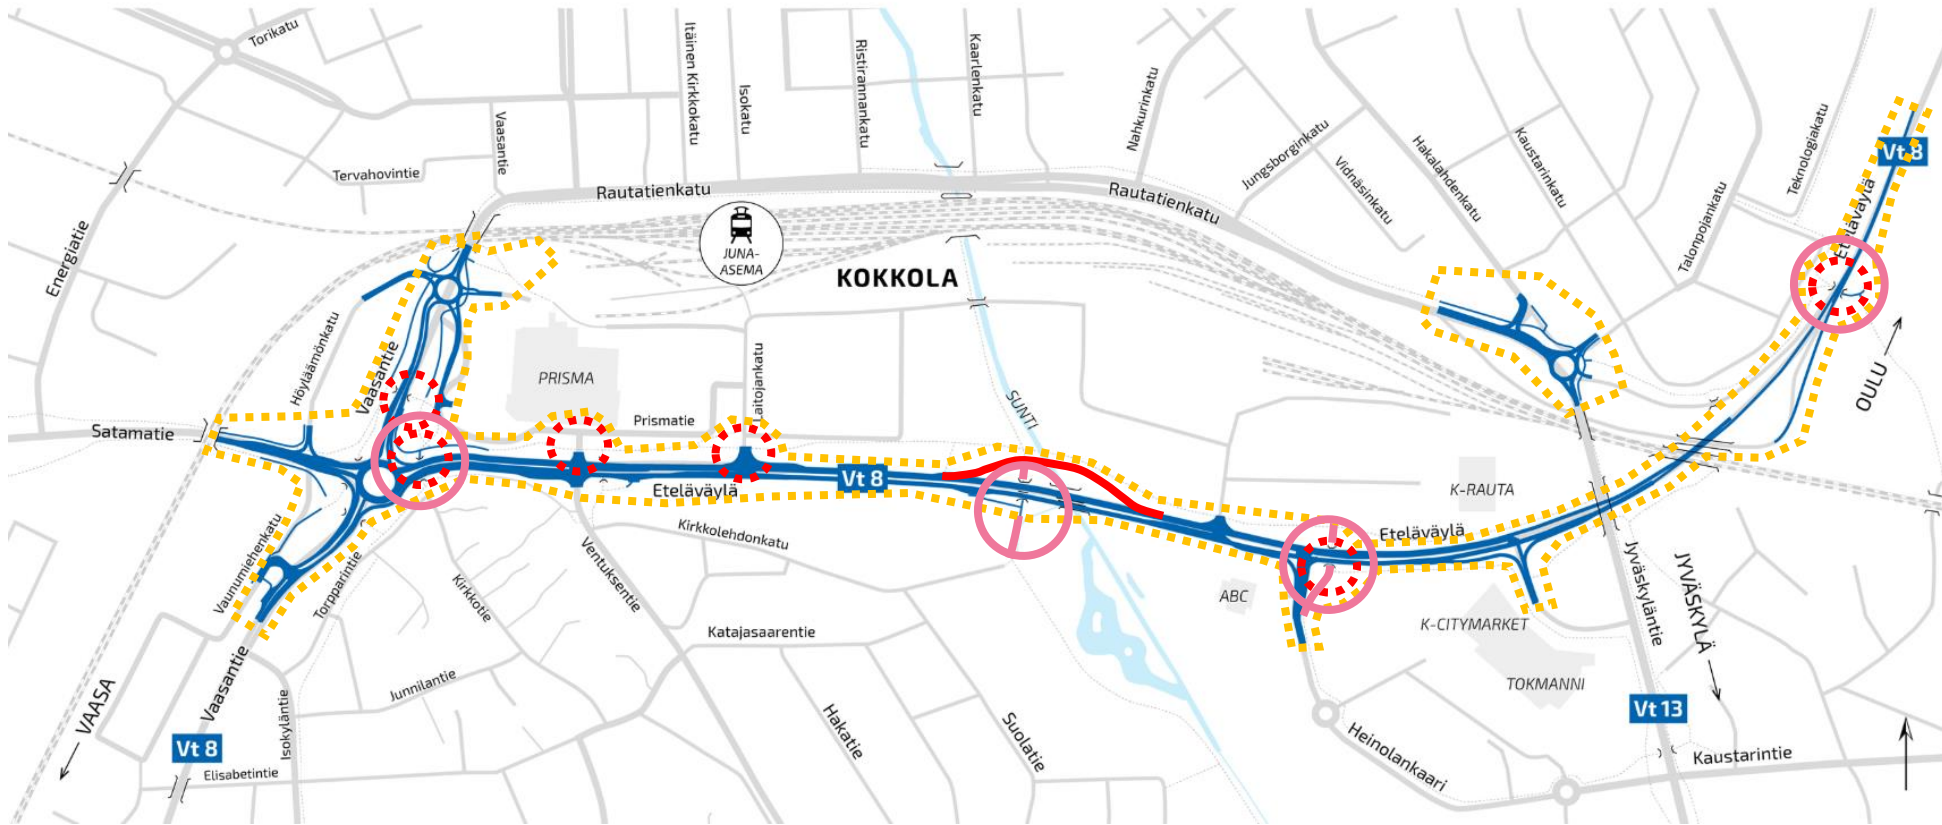 Torikatu
Itäinen Kirkkokatu
Isokatu
Ristirannankatu
Kaarlenkatu
Nahkurinkatu
Jungsborginkatu
Vidnäsinkatu
Hakalahdenkatu
Kaustarinkatu
Talonpojankatu
Teknologiakatu
Vt 8
Eteläväylä
Vaasantie
Tervahovintie
Rautatienkatu
Rautatienkatu
Energiatie
JUNA-
ASEMA
KOKKOLA
Höyläämönkatu
Vaasantie
PRISMA
Laitojankatu
Prismatie
SUNTI
OULU
Satamatie
Vt 8
Eteläväylä
Kirkkolehdonkatu
K-RAUTA
Eteläväylä
Vaunumiehenkatu
Torpparintie
Kirkkotie
Ventuksentie
ABC
K-CITYMARKET
Jyväskyläntie
JYVÄSKYLÄ
Katajasaarentie
VAASA
Vaasantie
Junnilantie
Isokyläntie
Hakatie
Suolatie
TOKMANNI
Vt 13
Heinolankaari
Kaustarintie
Vt 8
Elisabetintie